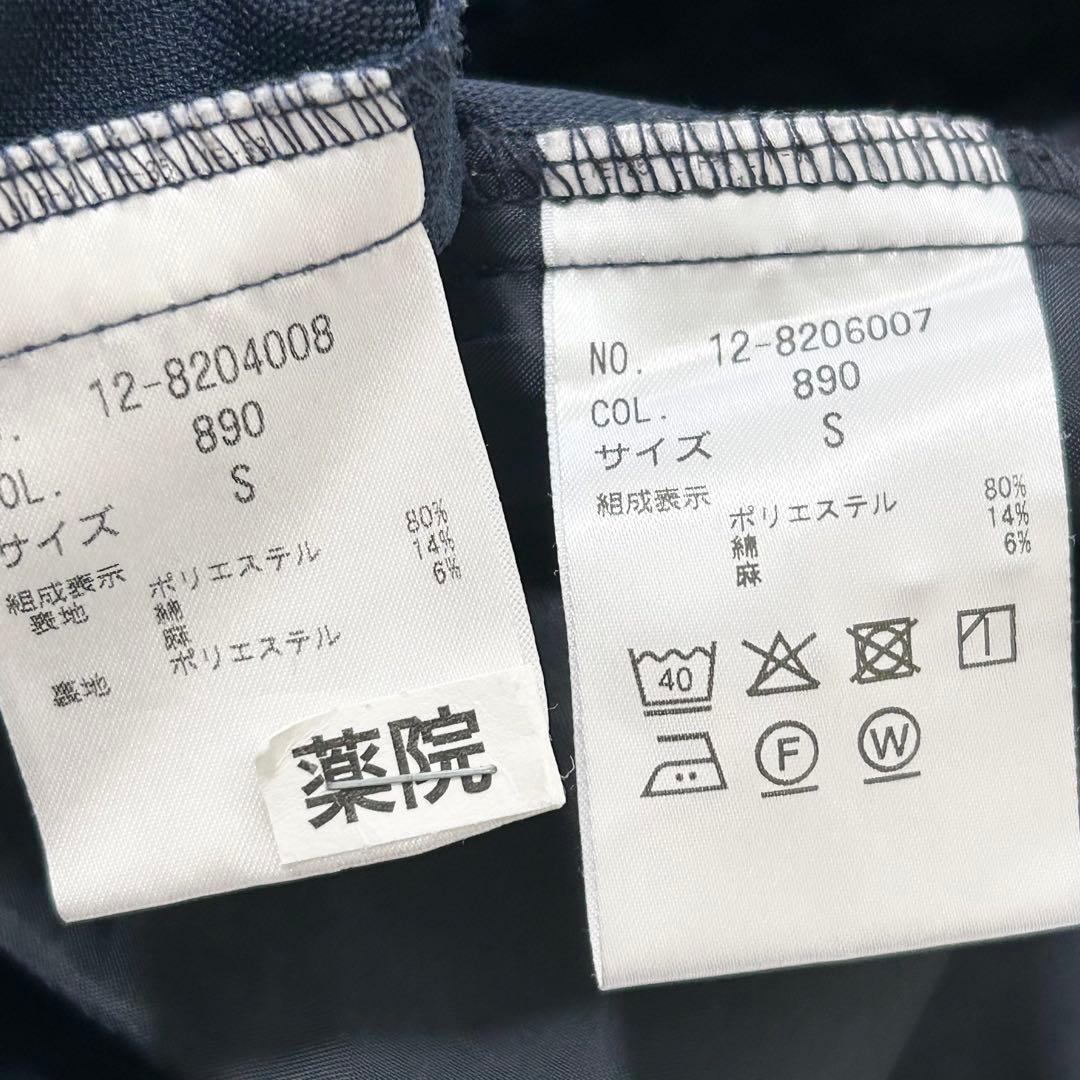 12-8204008
OL.
890
サイズ
S
組成表示
表地
ポリエステル
80%
綿
14%
麻
6%
裏地
ポリエステル
薬院
NO.
12-8206007
COL.
890
サイズ
S
組成表示
ポリエステル
80%
綿
14%
麻
6%
40
F
W